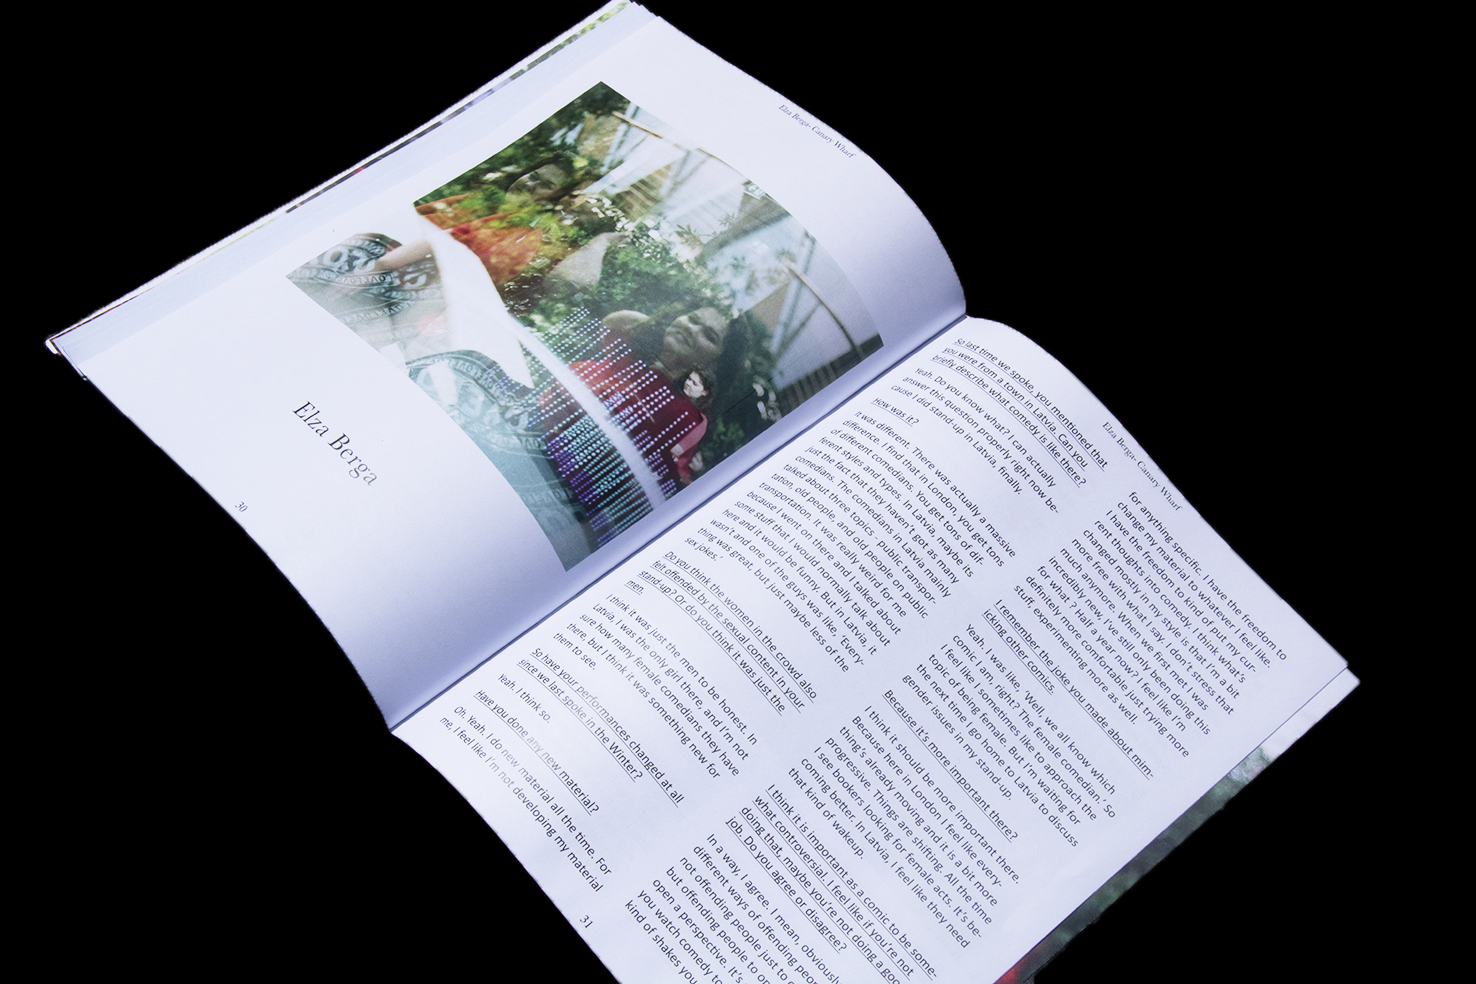 Elza Berga- Canary Wharf
Elza Berga
30
Elza Berga- Canary Wharf
So last time we spoke, you mentioned that
you were from a town in Latvia. Can you
briefly describe what comedy is like there?
Yeah. Do you know what? I can actually
answer this question properly right now be-
cause I did stand-up in Latvia, finally.
How was it?
It was different. There was actually a massive
difference. I find that in London, you get tons
of different comedians. You get tons of dif-
ferent styles and types. In Latvia, maybe its
just the fact that they haven't got as many
comedians. The comedians in Latvia mainly
talked about three topics - public transpor-
tation, old people, and old people on public
transportation. It was really weird for me
because I went on there and I talked about
some stuff that I would normally talk about
here and it would be funny. But in Latvia, it
wasn't and one of the guys was like, 'Every-
thing was great, but just maybe less of the
sex jokes.'
Do you think the women in the crowd also
felt offended by the sexual content in your
stand-up? Or do you think it was just the
men.
I think it was just the men to be honest. In
Latvia, I was the only girl there, and I'm not
sure how many female comedians they have
there, but I think it was something new for
them to see.
So have your performances changed at all
since we last spoke in the Winter?
Yeah, I think so.
Have you done any new material?
Oh. Yeah. I do new material all the time. For
me, I feel like I'm not developing my material
for anything specific. I have the freedom to
change my material to whatever I feel like.
I have the freedom to kind of put my cur-
rent thoughts into comedy. I think what's
changed mostly in my style is that I'm a bit
more free with what I say. I don't stress that
much anymore. When we first met I was
incredibly new, I've still only been doing this
for what ? Half a year now? I feel like I'm
definitely more comfortable just trying more
stuff, experimenting more as well.
I remember the joke you made about mim-
icking other comics.
Yeah. I was like, 'Well, we all know which
comic I am, right? The female comedian.' So
I feel like I sometimes like to approach the
topic of being female. But I'm waiting for
the next time I go home to Latvia to discuss
gender issues in my stand-up.
Because it's more important there?
I think it should be more important there.
Because here in London I feel like every-
thing's already moving and it is a bit more
progressive. Things are shifting. All the time
I see bookers looking for female acts. It's be-
coming better. In Latvia, I feel like they need
that kind of wakeup.
I think it is important as a comic to be some-
what controversial. I feel like if you're not
doing that, maybe you're not doing a goo
job. Do you agree or disagree?
In a way, I agree. I mean, obviously
different ways of offending peop
not offending people just to
but offending people to op
open a perspective. It's
you watch comedy to
kind of shakes you
31